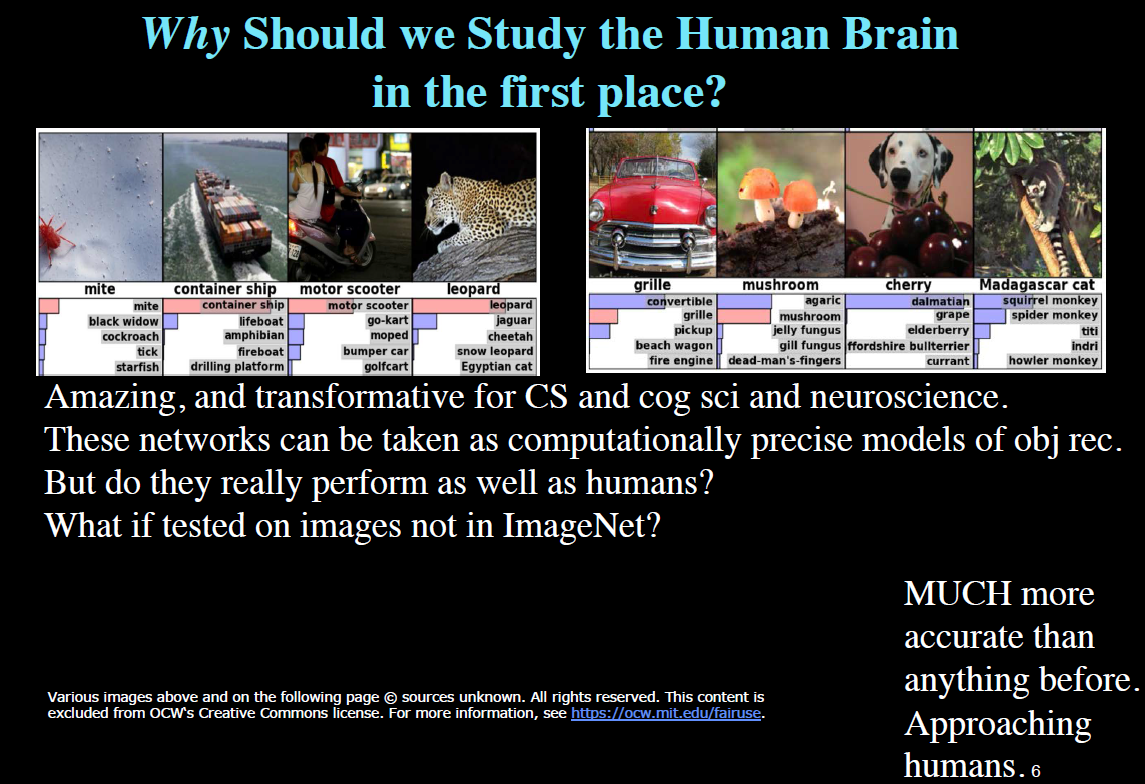 Why Should we Study the Human Brain
in the first place?
mite
container ship
motor scooter
leopard
mite
black widow
cockroach
tick
starfish
container ship
lifeboat
amphibian
fireboat
drilling platform
motor scooter
go-kart
moped
bumper car
golfcart
leopard
jaguar
cheetah
snow leopard
Egyptian cat
grille
mushroom
cherry
Madagascar cat
convertible
grille
pickup
beach wagon
fire engine
agaric
mushroom
jelly fungus
gill fungus
dead-man's-fingers
dalmatian
grape
elderberry
ffordshire bullterrier
currant
squirrel monkey
spider monkey
titi
indri
howler monkey
Amazing, and transformative for CS and cog sci and neuroscience.
These networks can be taken as computationally precise models of obj rec.
But do they really perform as well as humans?
What if tested on images not in ImageNet?
MUCH more
accurate than
anything before.
Approaching
humans. 6
Various images above and on the following page © sources unknown. All rights reserved. This content is
excluded from OCW's Creative Commons license. For more information, see https://ocw.mit.edu/fairuse.